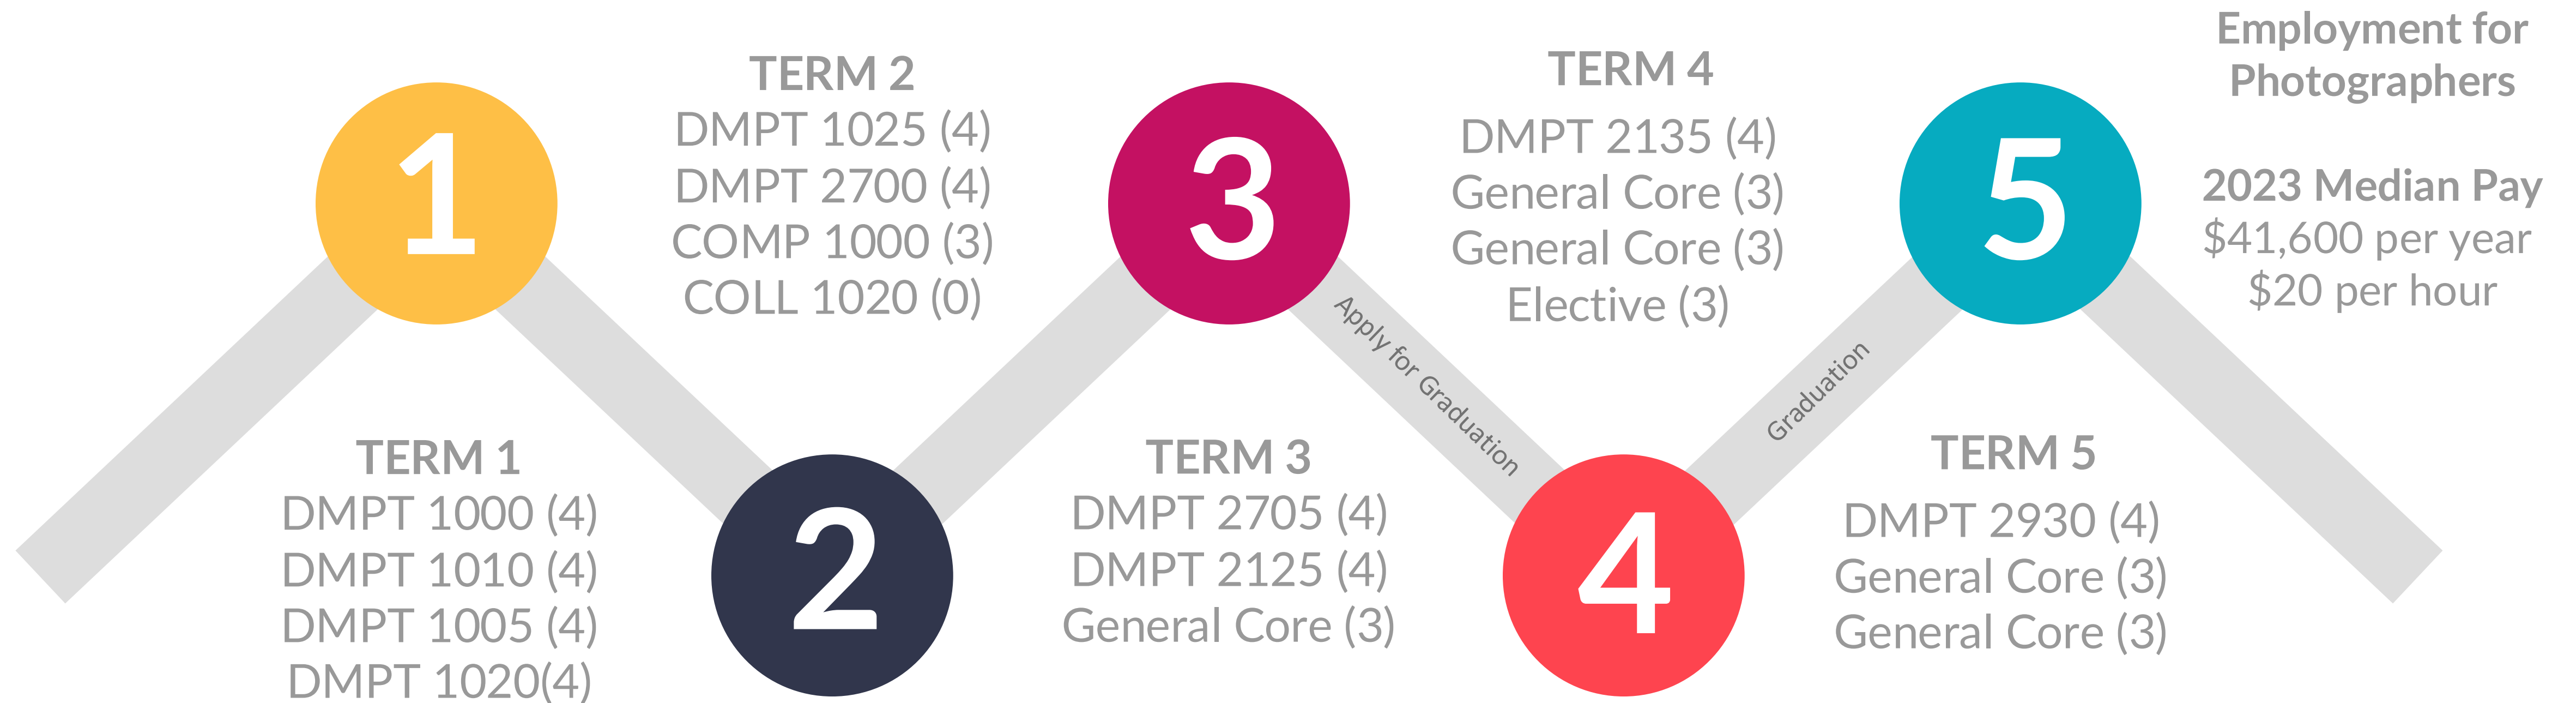 1
TERM 1
DMPT 1000 (4)
DMPT 1010 (4)
DMPT 1005 (4)
DMPT 1020(4)
TERM 2
DMPT 1025 (4)
DMPT 2700 (4)
COMP 1000 (3)
COLL 1020 (0)
2
3
TERM 3
DMPT 2705 (4)
DMPT 2125 (4)
General Core (3)
Apply for Graduation
TERM 4
DMPT 2135 (4)
General Core (3)
General Core (3)
Elective (3)
4
Graduation
5
TERM 5
DMPT 2930 (4)
General Core (3)
General Core (3)
Employment for
Photographers
2023 Median Pay
$41,600 per year
$20 per hour